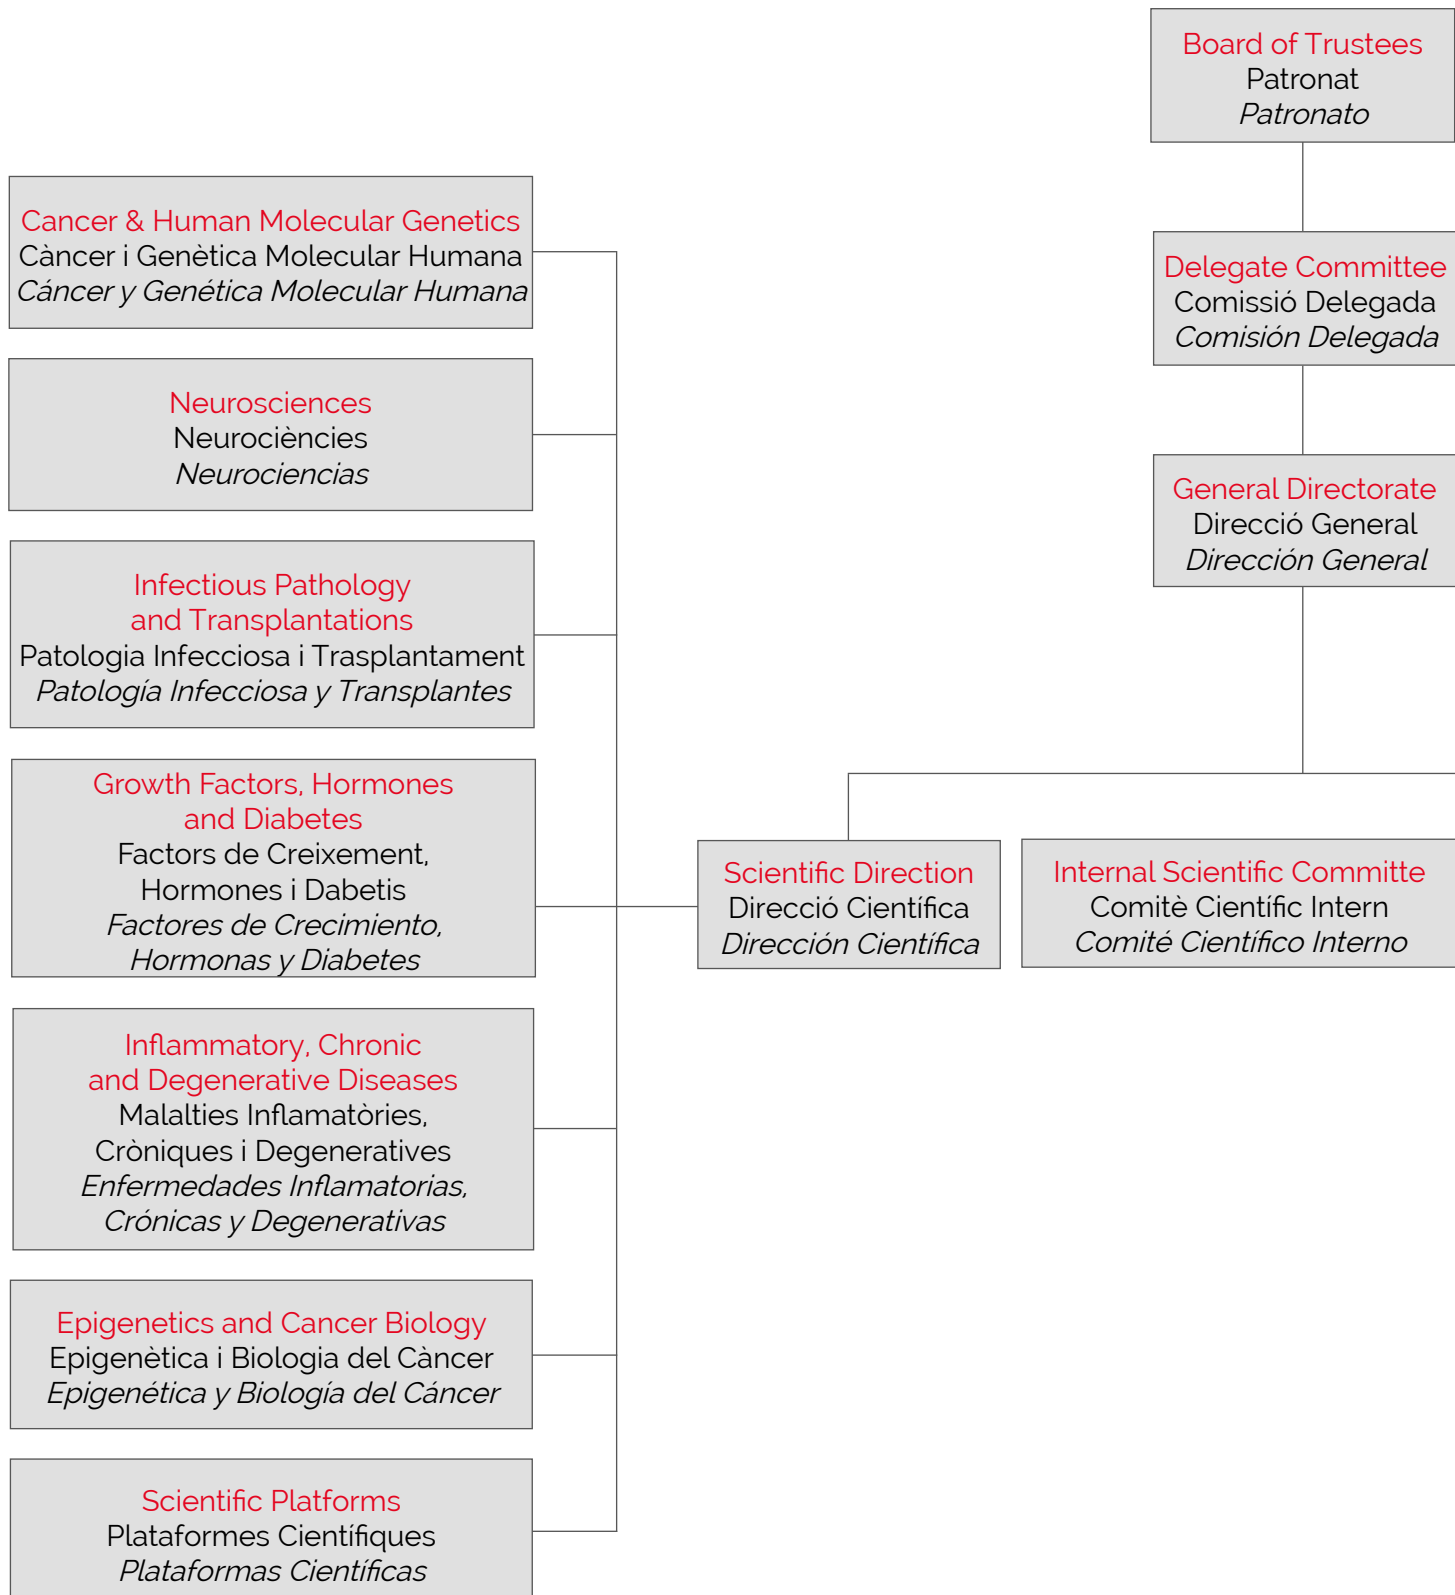 Board of Trustees
Patronat
Patronato
Delegate Committee
Comissió Delegada
Comisión Delegada
General Directorate
Direcció General
Dirección General
Scientific Direction
Direcció Científica
Dirección Científica
Internal Scientific Committe
Comitè Científic Intern
Comité Científico Interno
Cancer & Human Molecular Genetics
Càncer i Genètica Molecular Humana
Cáncer y Genética Molecular Humana
Neurosciences
Neurociències
Neurociencias
Infectious Pathology
and Transplantations
Patologia Infecciosa i Trasplantament
Patología Infecciosa y Transplantes
Growth Factors, Hormones
and Diabetes
Factors de Creixement,
Hormones i Dabetis
Factores de Crecimiento,
Hormonas y Diabetes
Inflammatory, Chronic
and Degenerative Diseases
Malalties Inflamatòries,
Cròniques i Degeneratives
Enfermedades Inflamatorias,
Crónicas y Degenerativas
Epigenetics and Cancer Biology
Epigenètica i Biologia del Càncer
Epigenética y Biología del Cáncer
Scientific Platforms
Plataformes Científiques
Plataformas Científicas